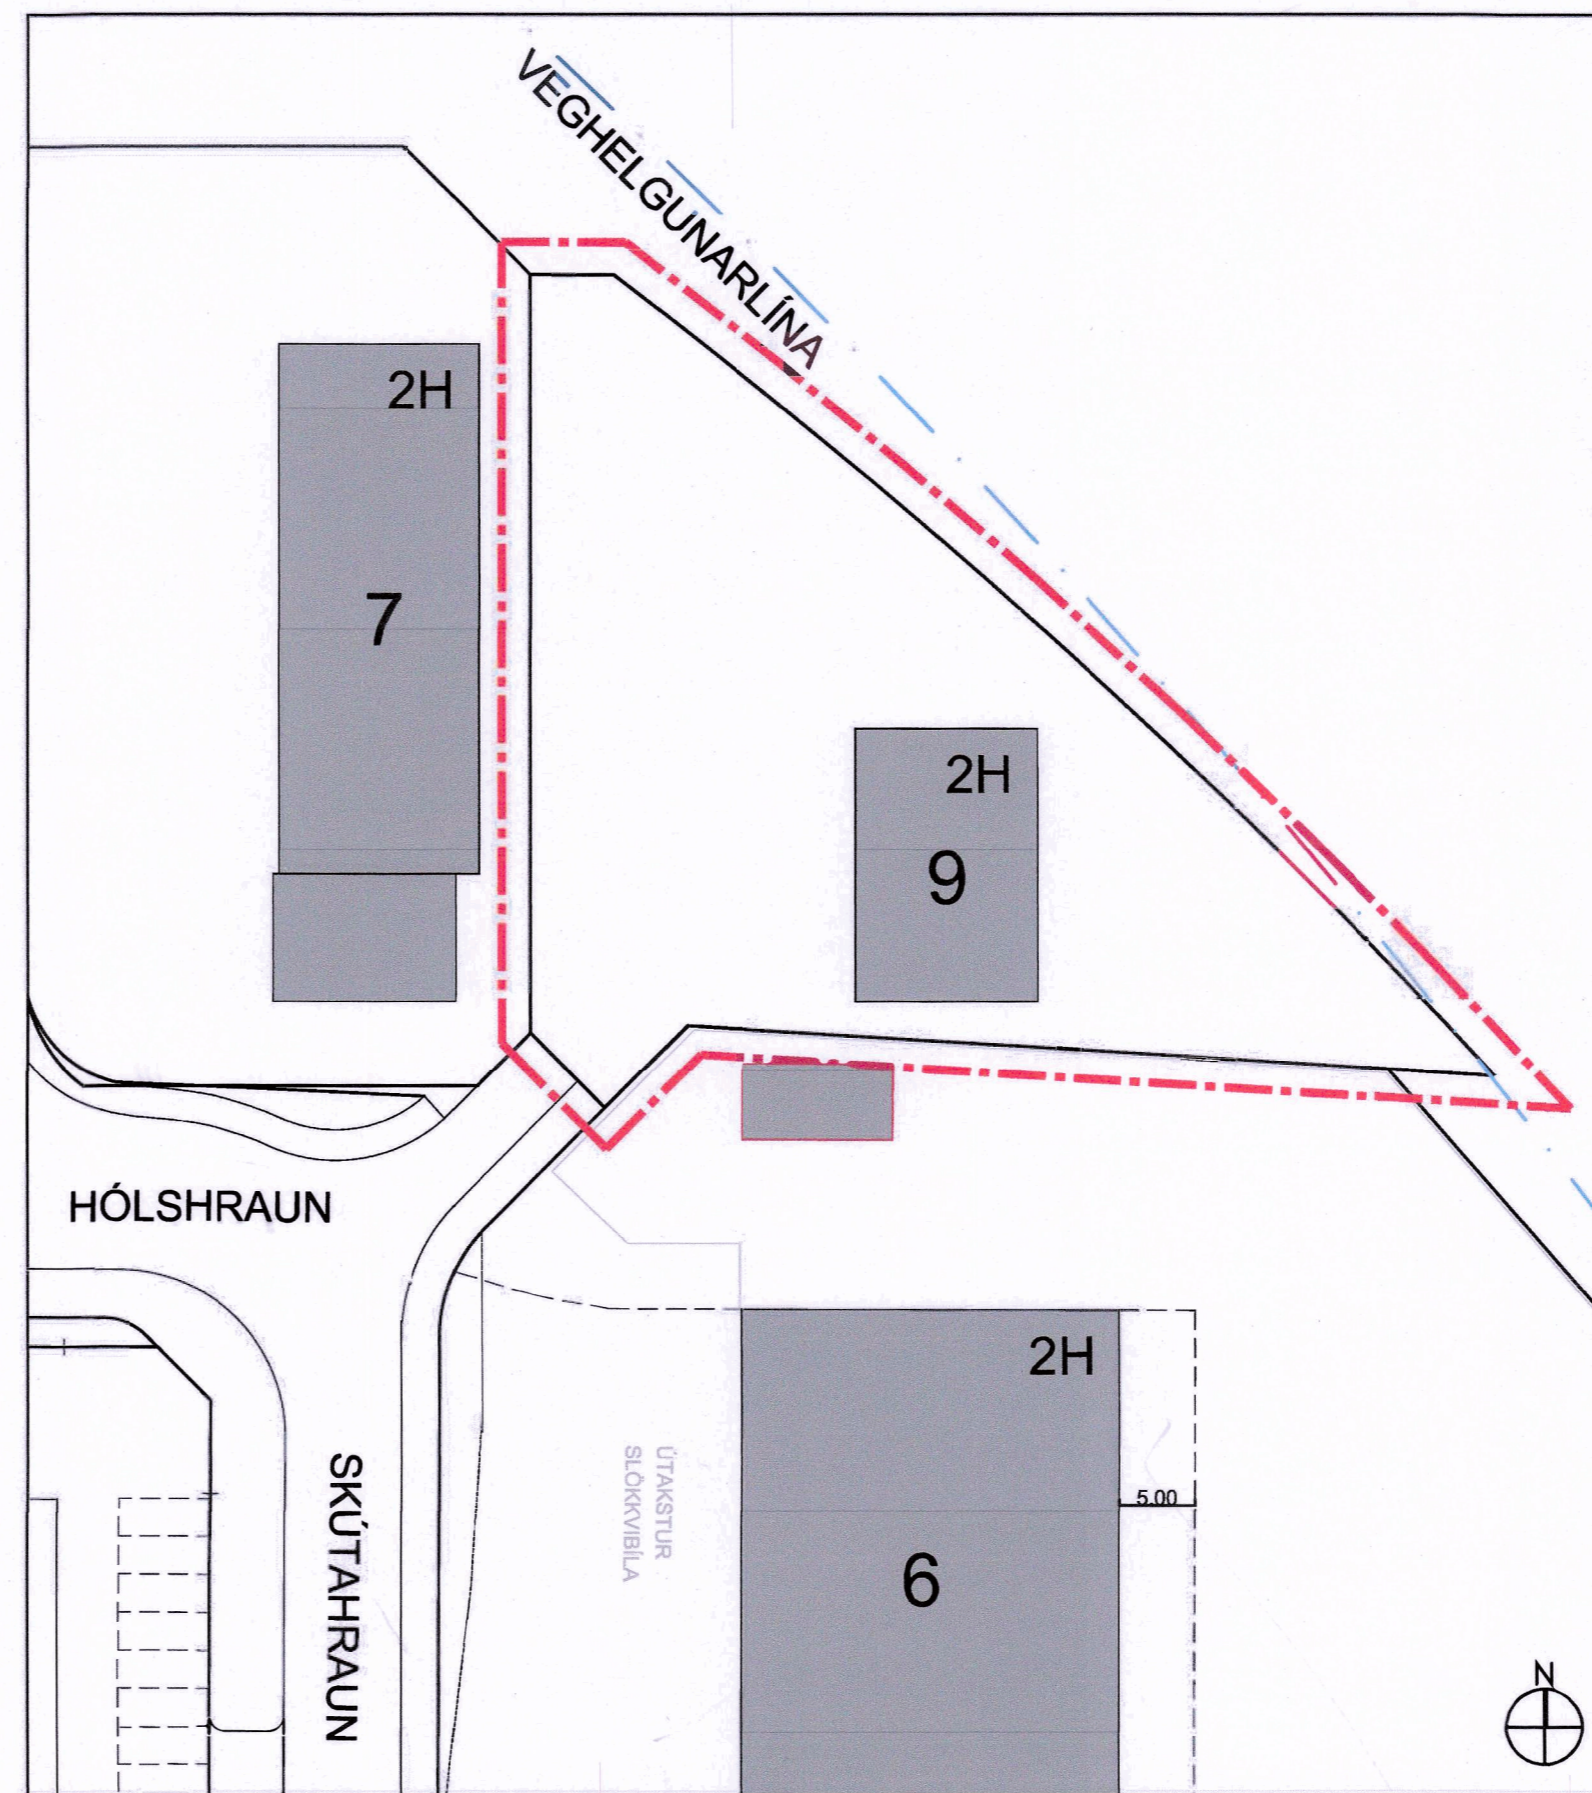 VEGHELGUNARLÍNA
2H
7
2H
9
HÓLSHRAUN
2H
SKÚTAHRAUN
ÚTAKSTUR
SLÖKKVIBÍLA
5.00
6
N